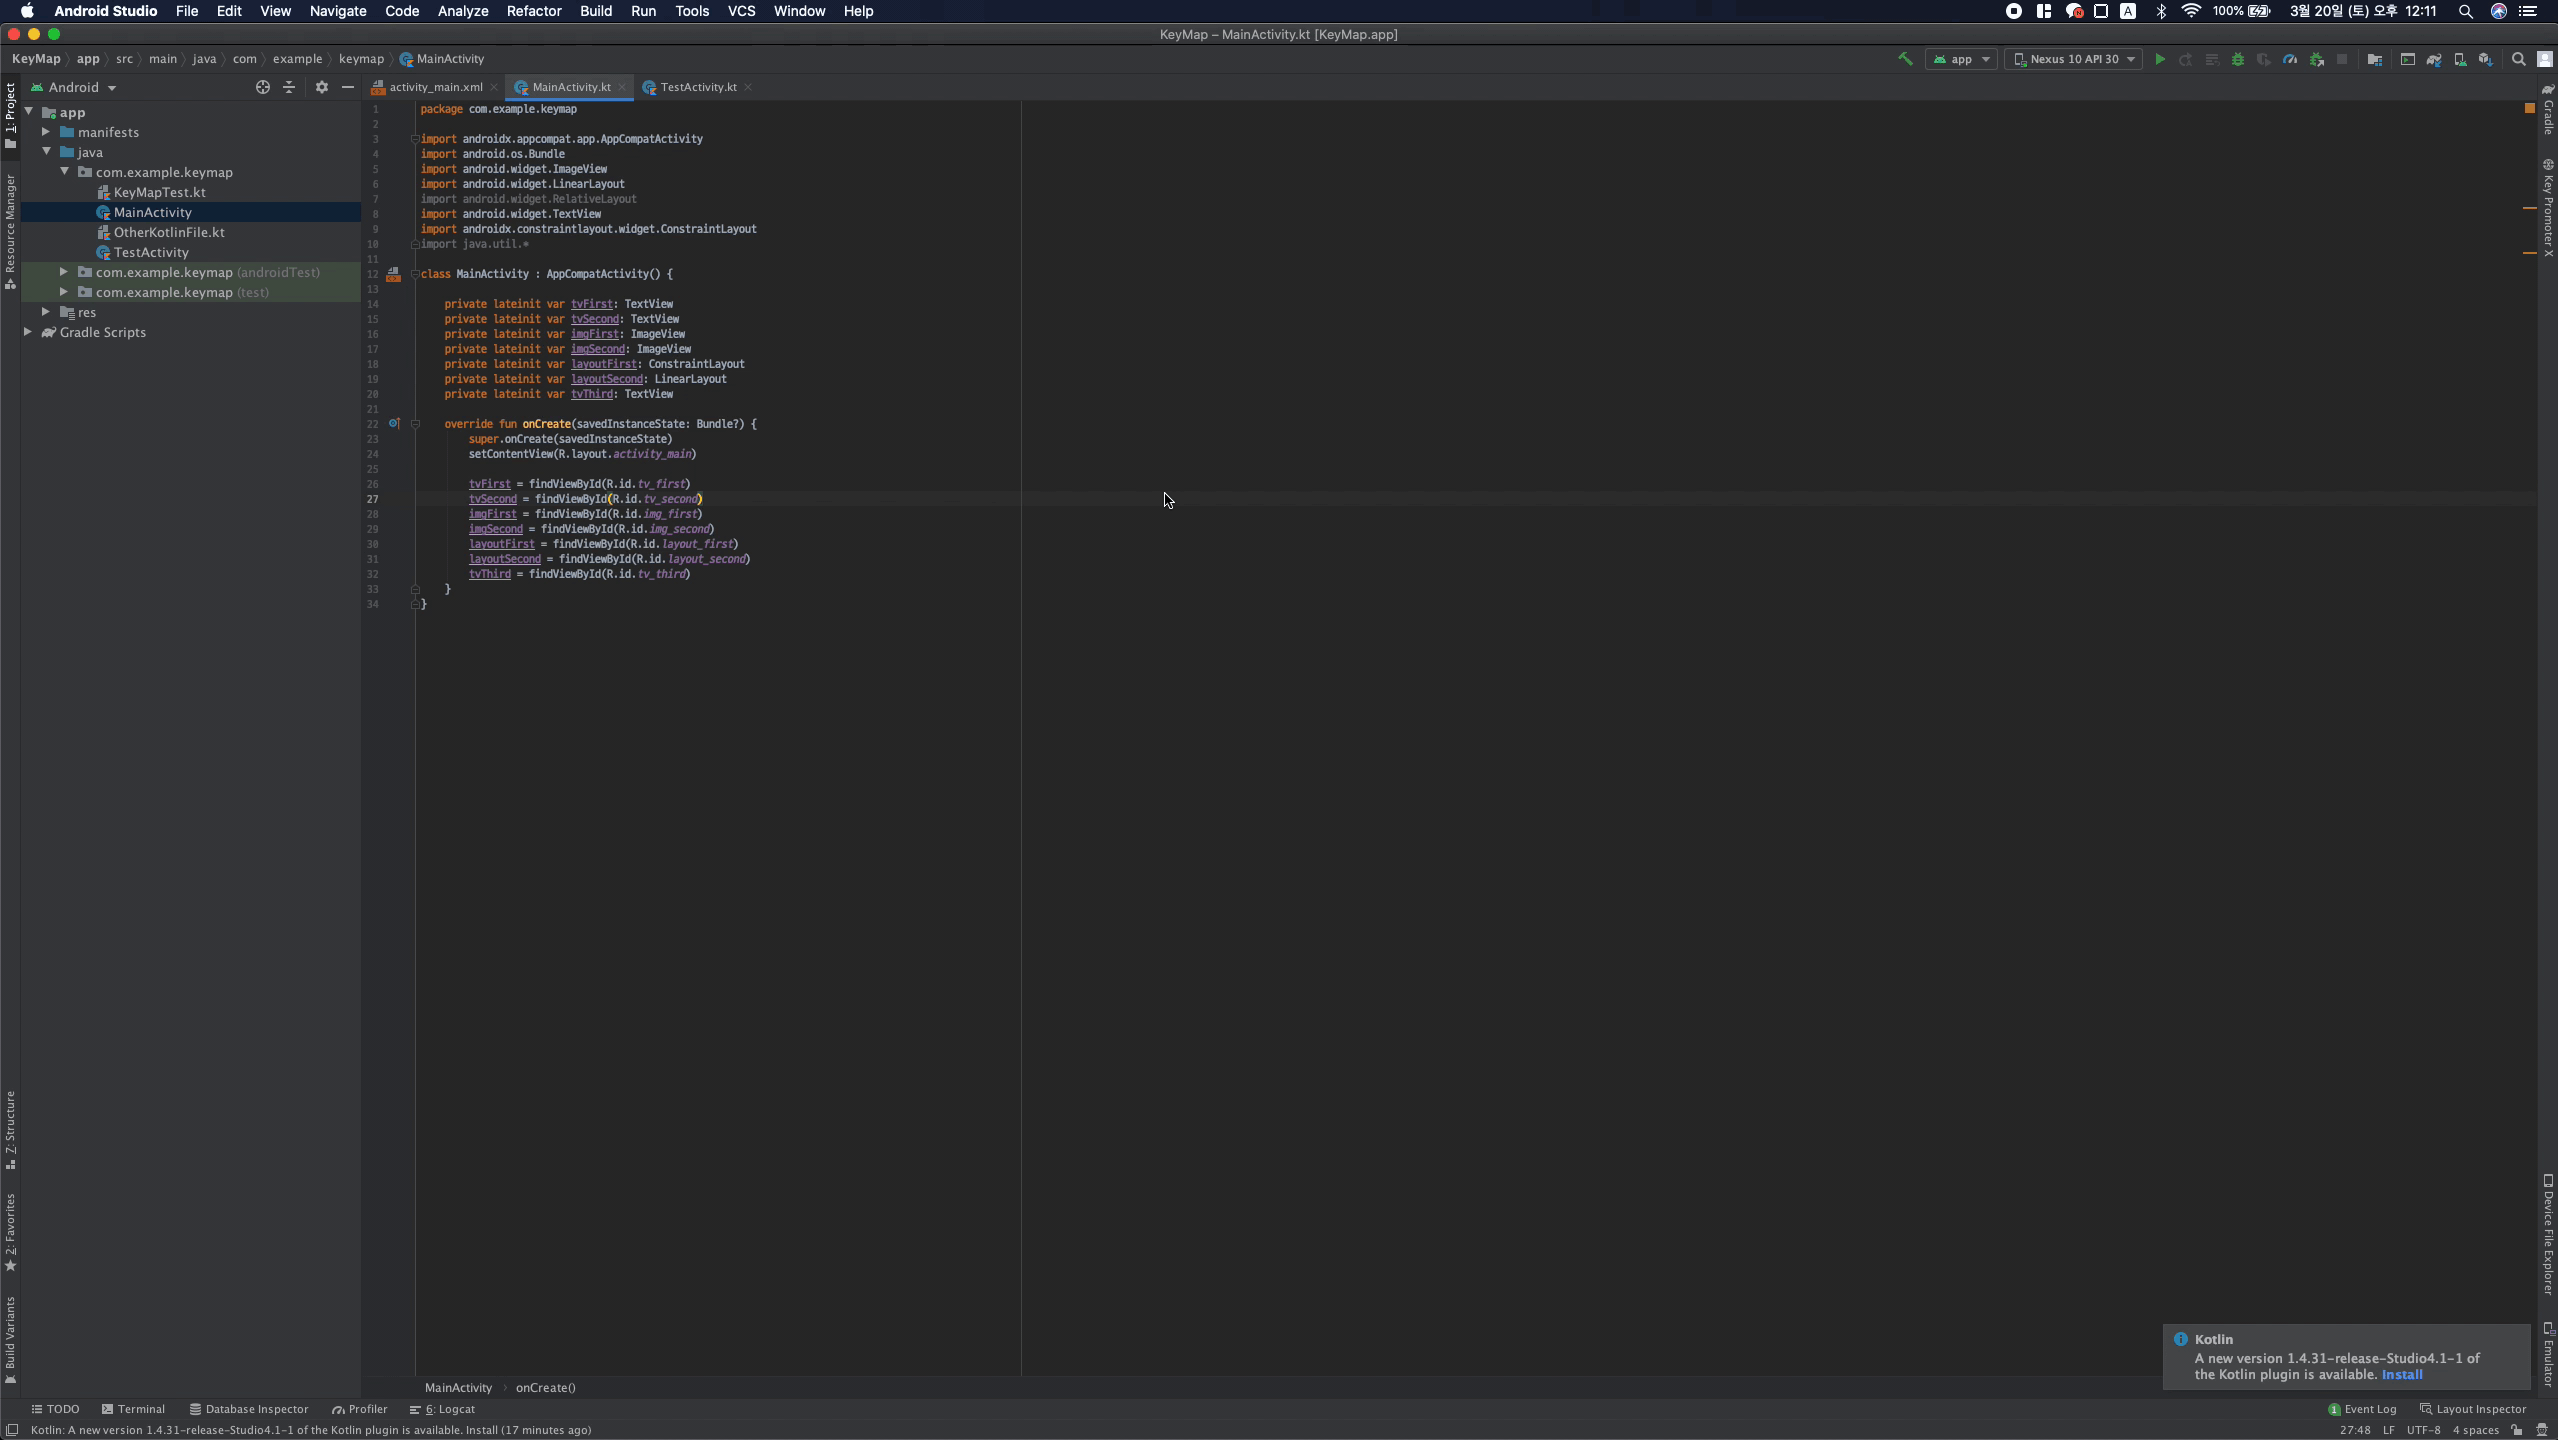 Android Studio File Edit View Navigate Code Analyze Refactor Build Run Tools VCS Window Help
A 100% 3월 20일 (토) 오후 12:11
KeyMap – MainActivity.kt [KeyMap.app]
KeyMap app src main java com example keymap MainActivity
app Nexus 10 API 30
Android
activity_main.xml MainActivity.kt TestActivity.kt
1: Project
Resource Manager
Z: Structure
2: Favorites
Build Variants
app
manifests
java
com.example.keymap
KeyMapTest.kt
MainActivity
OtherKotlinFile.kt
TestActivity
com.example.keymap (androidTest)
com.example.keymap (test)
res
Gradle Scripts
1 package com.example.keymap
2
3 import androidx.appcompat.app.AppCompatActivity
4 import android.os.Bundle
5 import android.widget.ImageView
6 import android.widget.LinearLayout
7 import android.widget.RelativeLayout
8 import android.widget.TextView
9 import androidx.constraintlayout.widget.ConstraintLayout
10 import java.util.*
11
12 class MainActivity : AppCompatActivity() {
13
14 private lateinit var tvFirst: TextView
15 private lateinit var tvSecond: TextView
16 private lateinit var imgFirst: ImageView
17 private lateinit var imgSecond: ImageView
18 private lateinit var layoutFirst: ConstraintLayout
19 private lateinit var layoutSecond: LinearLayout
20 private lateinit var tvThird: TextView
21
22 override fun onCreate(savedInstanceState: Bundle?) {
23 super.onCreate(savedInstanceState)
24 setContentView(R.layout.activity_main)
25
26 tvFirst = findViewById(R.id.tv_first)
27 tvSecond = findViewById(R.id.tv_second)
28 imgFirst = findViewById(R.id.img_first)
29 imgSecond = findViewById(R.id.img_second)
30 layoutFirst = findViewById(R.id.layout_first)
31 layoutSecond = findViewById(R.id.layout_second)
32 tvThird = findViewById(R.id.tv_third)
33 }
34 }
Gradle
Key Promoter X
Device File Explorer
Emulator
Kotlin
A new version 1.4.31-release-Studio4.1-1 of
the Kotlin plugin is available. Install
MainActivity onCreate()
TODO Terminal Database Inspector Profiler 6: Logcat
1 Event Log Layout Inspector
Kotlin: A new version 1.4.31-release-Studio4.1-1 of the Kotlin plugin is available. Install (17 minutes ago)
27:48 LF UTF-8 4 spaces